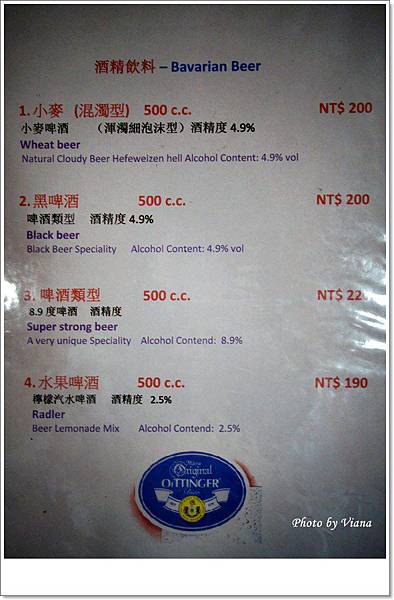 酒精飲料 – Bavarian Beer
1. 小麥 (混濁型) 500 c.c. NT$ 200
小麥啤酒 (渾濁細泡沫型) 酒精度 4.9%
Wheat beer
Natural Cloudy Beer Hefeweizen hell Alcohol Content: 4.9% vol
2. 黑啤酒 500 c.c. NT$ 200
啤酒類型 酒精度 4.9%
Black beer
Black Beer Speciality Alcohol Content: 4.9% vol
3. 啤酒類型 500 c.c. NT$ 220
8.9 度啤酒 酒精度
Super strong beer
A very unique Speciality Alcohol Contend: 8.9%
4. 水果啤酒 500 c.c. NT$ 190
檸檬汽水啤酒 酒精度 2.5%
Radler
Beer Lemonade Mix Alcohol Contend: 2.5%
Original
OeTTINGER
Photo by Viana